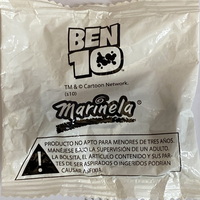 BEN
10
TM & © Cartoon Network
(s10)
Marinela
PRODUCTO NO APTO PARA MENORES DE TRES AÑOS.
MANÉJESE BAJO LA SUPERVISIÓN DE UN ADULTO.
LA BOLSITA, EL ARTICULO CONTENIDO Y SUS PAR-
TES DE SER ASPIRADOS O INGERIDOS PODRÍAN
CAUSAR ASFIXIA.